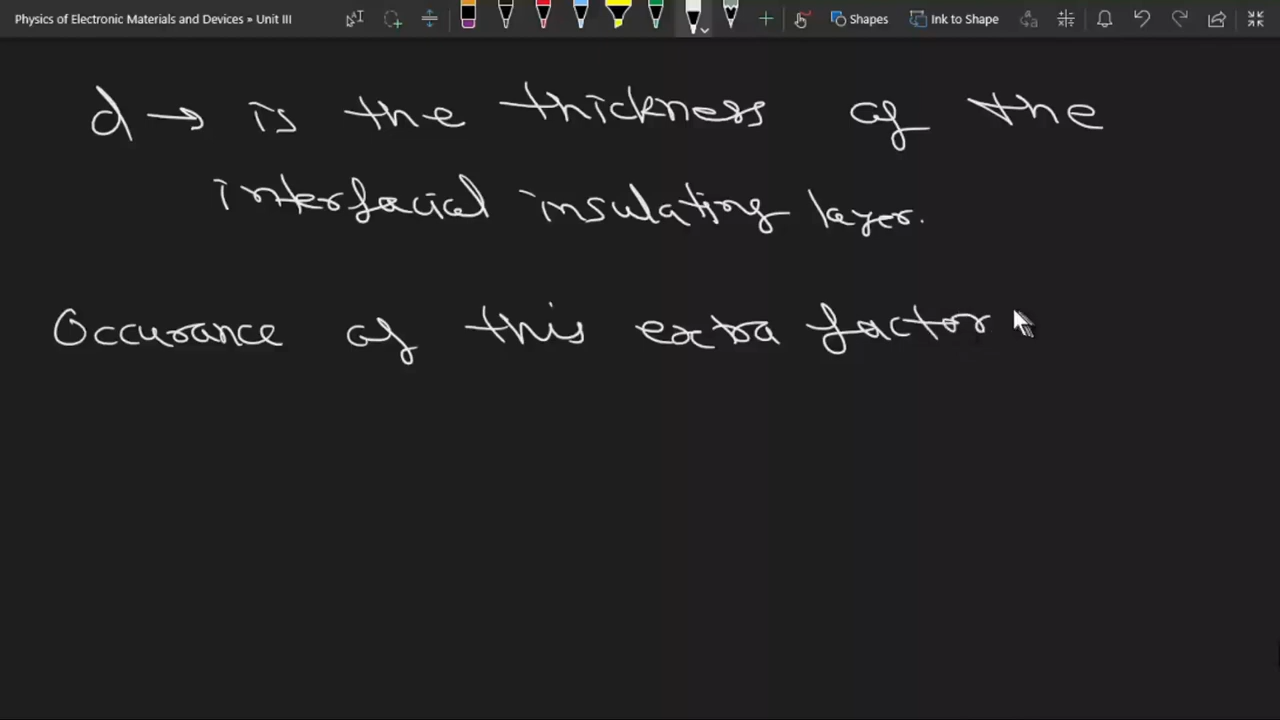 Physics of Electronic Materials and Devices » Unit III
Shapes
Ink to Shape
d → is the thickness of the
interfacial insulating layer.
Occurance of this extra factor